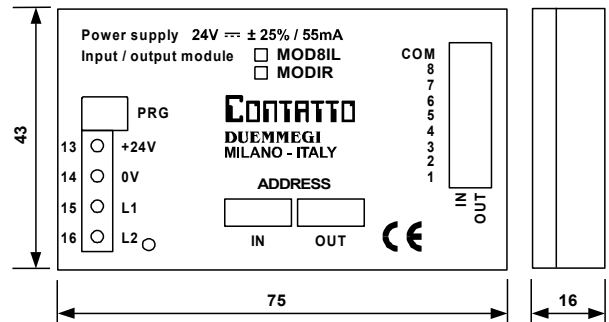 Power supply 24V ⎓ ± 25% / 55mA
Input / output module MOD8IL
MODIR
COM
8
7
6
5
4
3
2
1
IN
OUT
PRG
13 +24V
14 0V
15 L1
16 L2
CONTATTO
DUEMMEGI
MILANO - ITALY
ADDRESS
IN OUT
CE
43
75
16